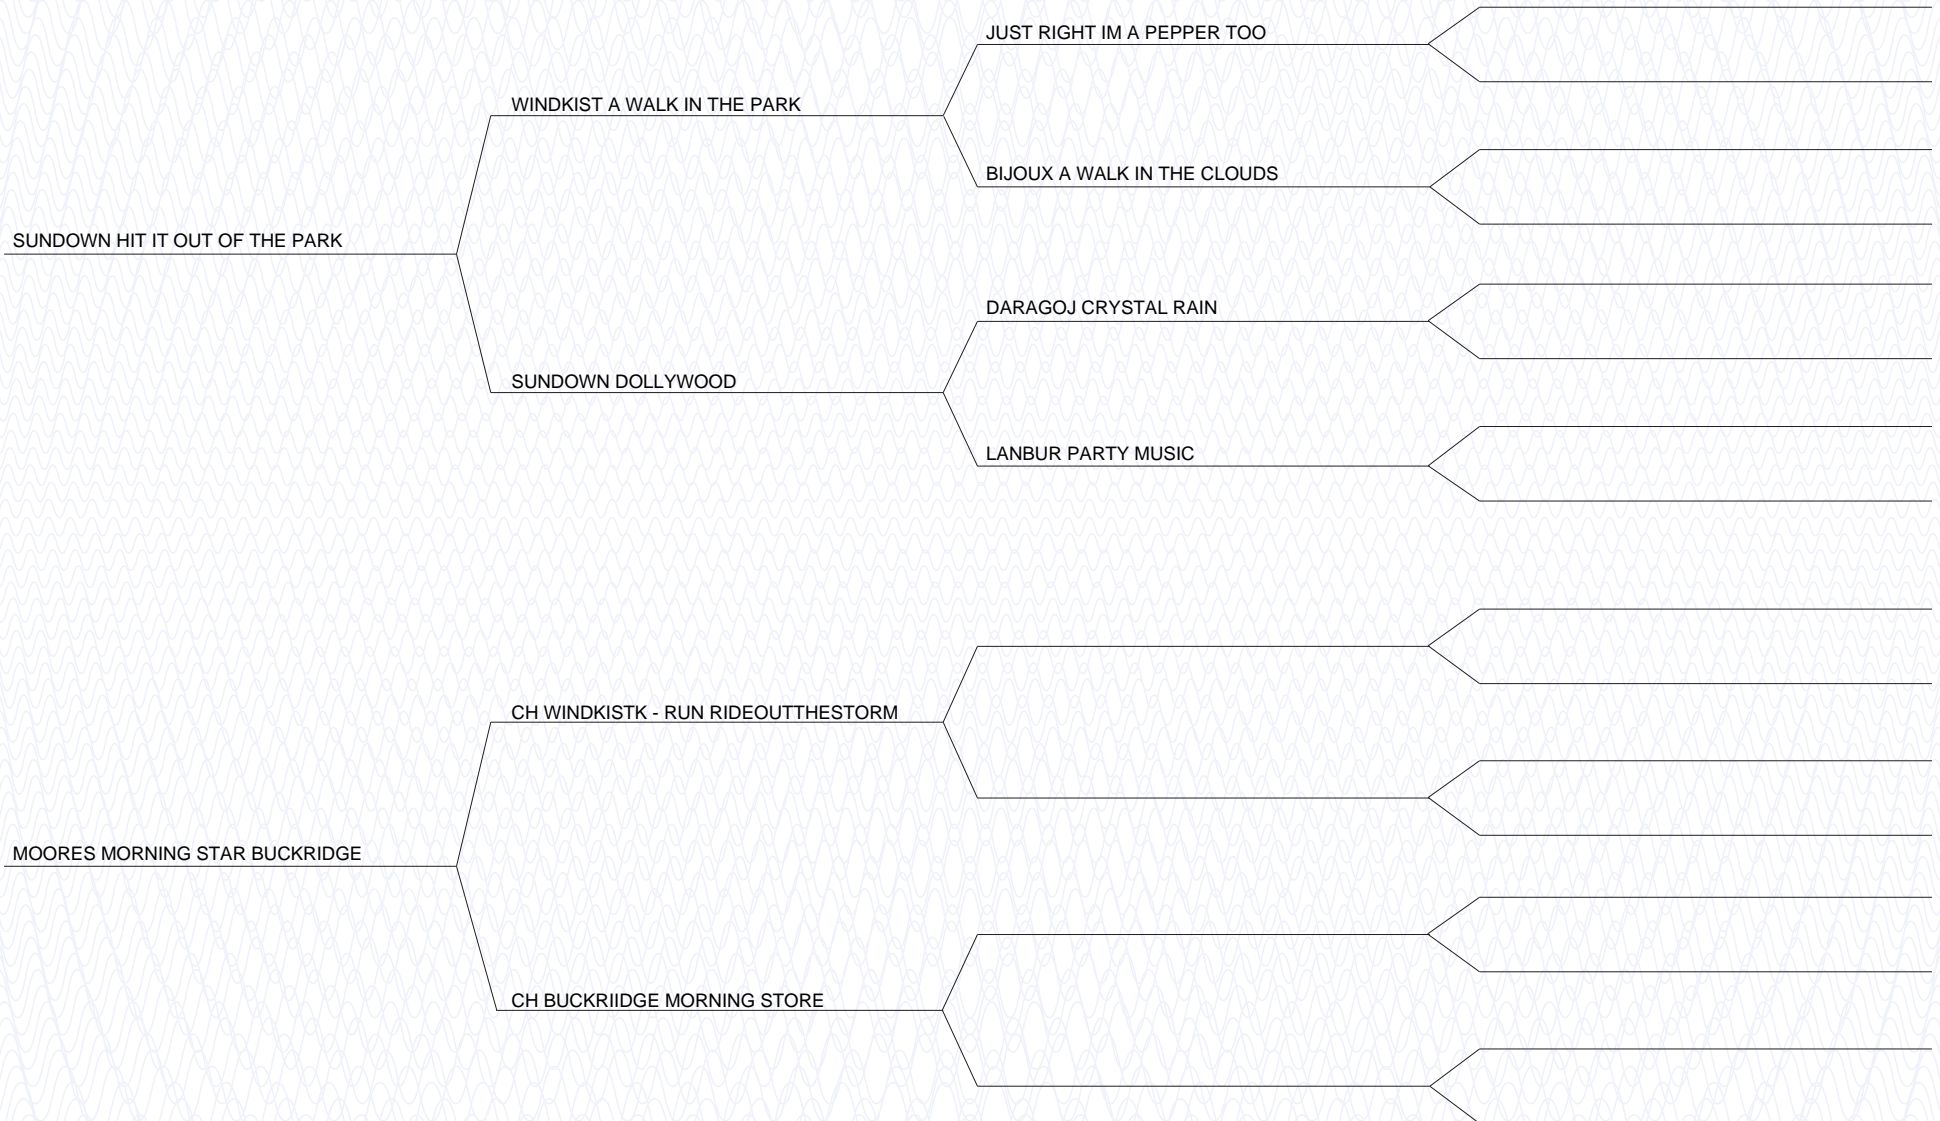 JUST RIGHT IM A PEPPER TOO
WINDKIST A WALK IN THE PARK
BIJOUX A WALK IN THE CLOUDS
SUNDOWN HIT IT OUT OF THE PARK
DARAGOJ CRYSTAL RAIN
SUNDOWN DOLLYWOOD
LANBUR PARTY MUSIC
CH WINDKISTK - RUN RIDEOUTTHESTORM
MOORES MORNING STAR BUCKRIDGE
CH BUCKRIIDGE MORNING STORE